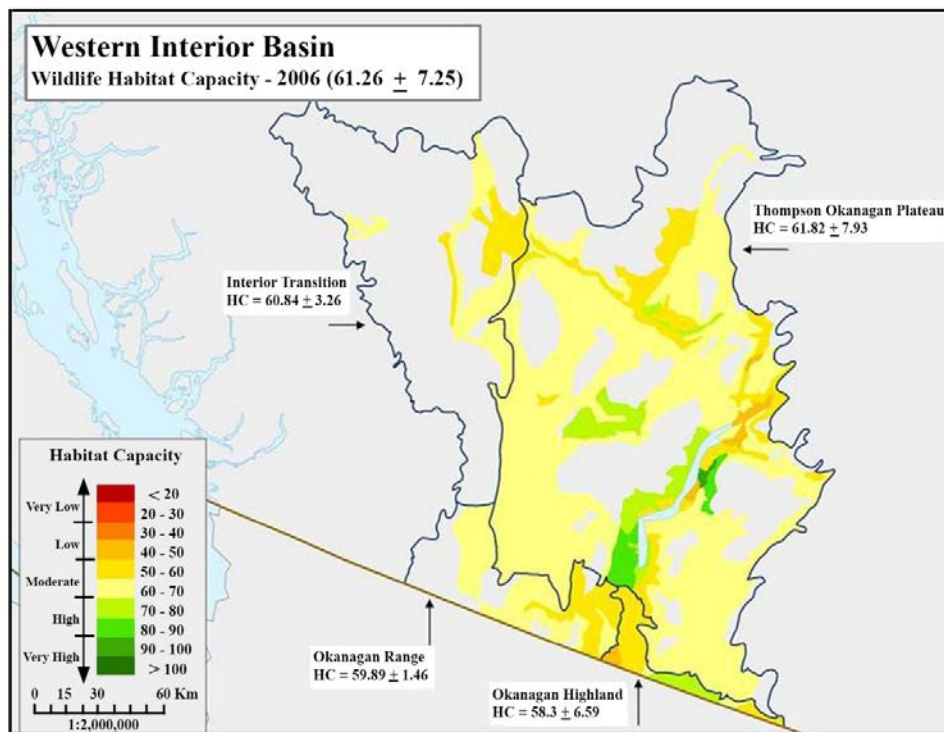 Western Interior Basin
Wildlife Habitat Capacity - 2006 (61.26 ± 7.25)
Thompson Okanagan Plateau
HC = 61.82 ± 7.93
Interior Transition
HC = 60.84 ± 3.26
Habitat Capacity
Very Low
Low
Moderate
High
Very High
< 20
20 - 30
30 - 40
40 - 50
50 - 60
60 - 70
70 - 80
80 - 90
90 - 100
> 100
0 15 30 60 Km
1:2,000,000
Okanagan Range
HC = 59.89 ± 1.46
Okanagan Highland
HC = 58.3 ± 6.59